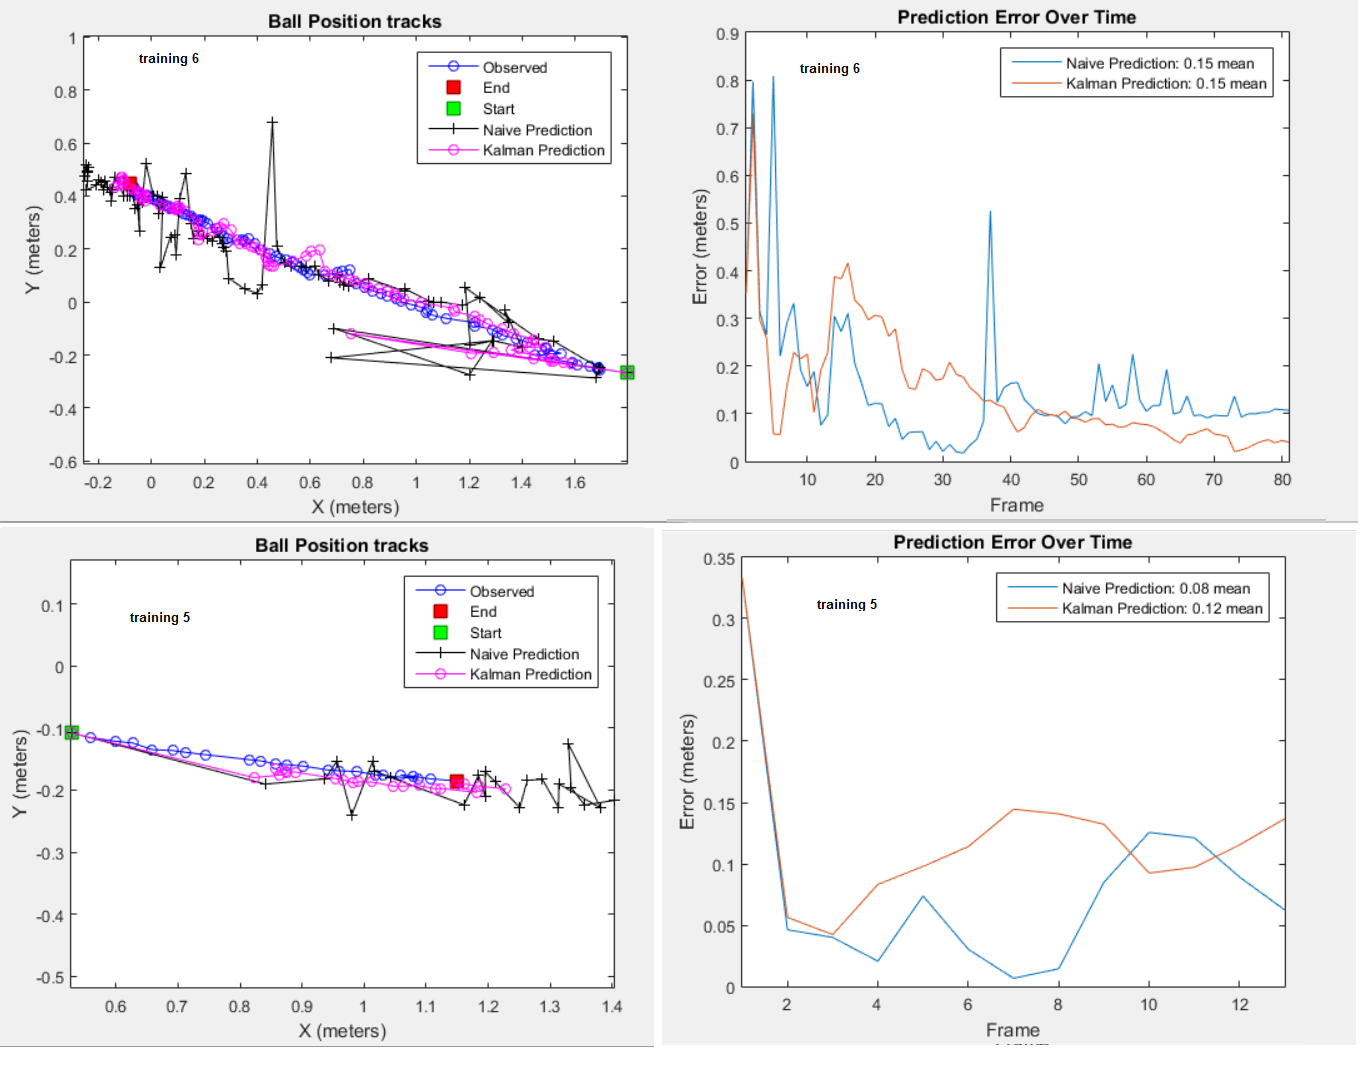 Ball Position tracks
training 6
Observed
End
Start
Naive Prediction
Kalman Prediction
1
0.8
0.6
0.4
0.2
0
-0.2
-0.4
-0.6
Y (meters)
-0.2 0 0.2 0.4 0.6 0.8 1 1.2 1.4 1.6
X (meters)
Prediction Error Over Time
training 6
Naive Prediction: 0.15 mean
Kalman Prediction: 0.15 mean
0.9
0.8
0.7
0.6
0.5
0.4
0.3
0.2
0.1
0
Error (meters)
10 20 30 40 50 60 70 80
Frame
Ball Position tracks
training 5
Observed
End
Start
Naive Prediction
Kalman Prediction
0.1
0
-0.1
-0.2
-0.3
-0.4
-0.5
Y (meters)
0.6 0.7 0.8 0.9 1 1.1 1.2 1.3 1.4
X (meters)
Prediction Error Over Time
training 5
Naive Prediction: 0.08 mean
Kalman Prediction: 0.12 mean
0.35
0.3
0.25
0.2
0.15
0.1
0.05
0
Error (meters)
2 4 6 8 10 12
Frame